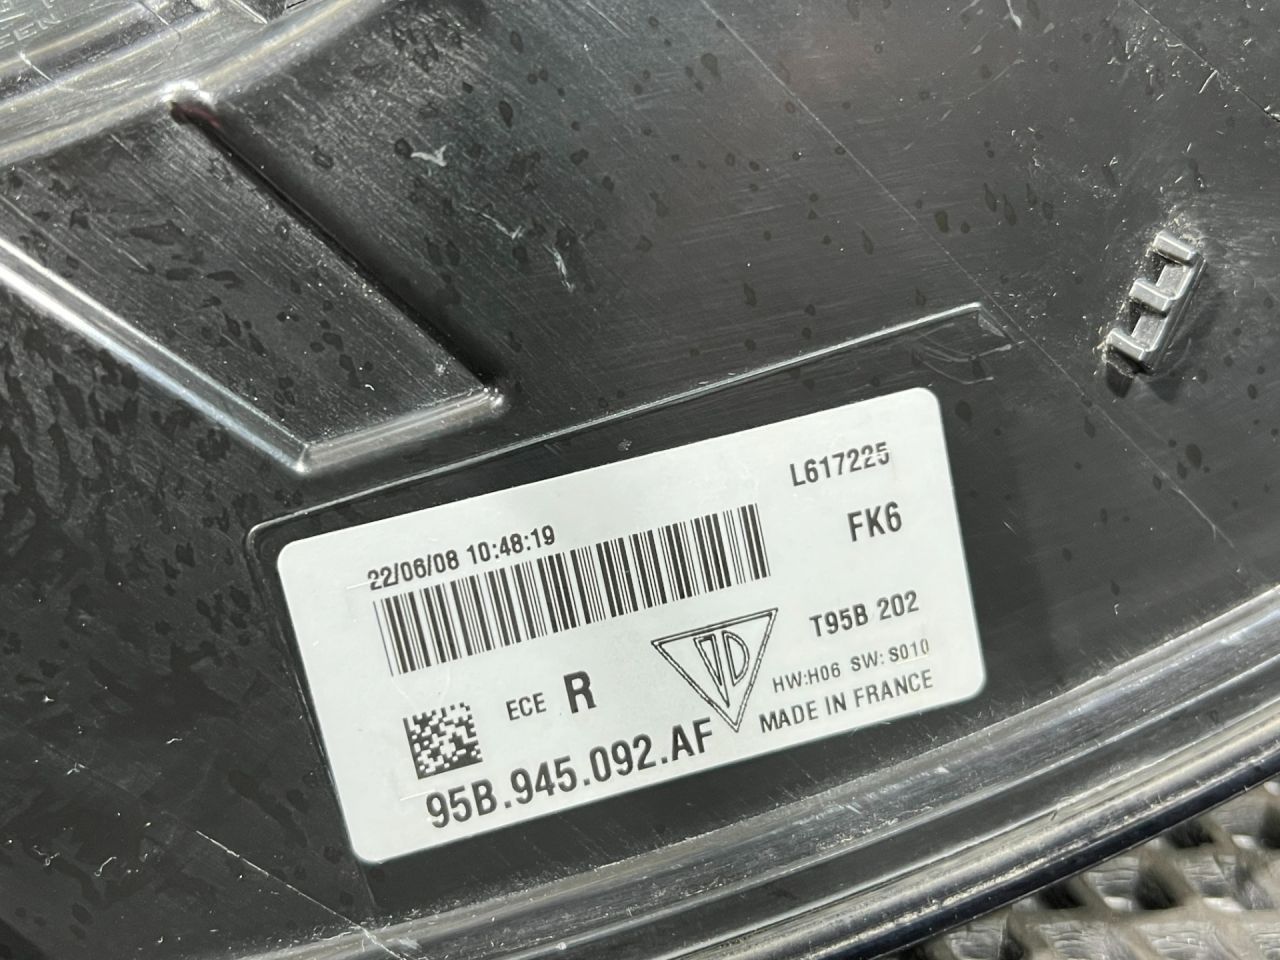 L617225
22/06/08 10:48:19
FK6
T95B 202
HW:H06 SW:S010
ECE R
MADE IN FRANCE
95B.945.092.AF